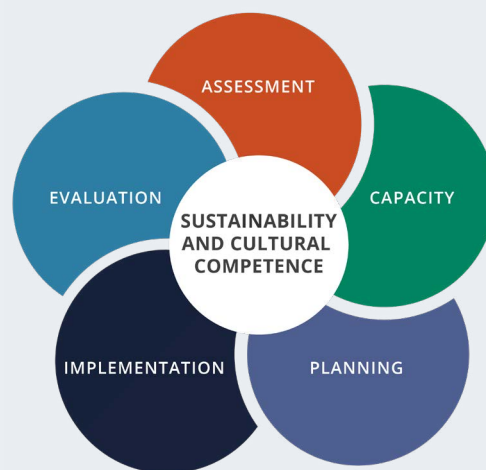 ASSESSMENT
CAPACITY
PLANNING
IMPLEMENTATION
EVALUATION
SUSTAINABILITY
AND CULTURAL
COMPETENCE